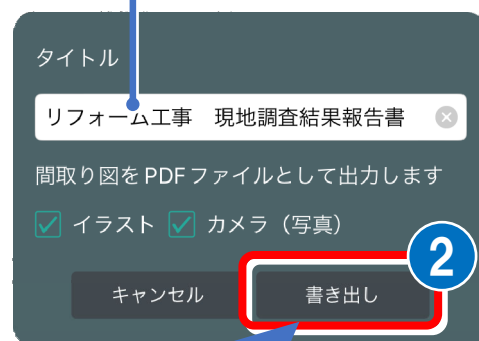 タイトル
リフォーム工事　現地調査結果報告書
間取り図をPDFファイルとして出力します
イラスト カメラ（写真）
2
キャンセル 書き出し